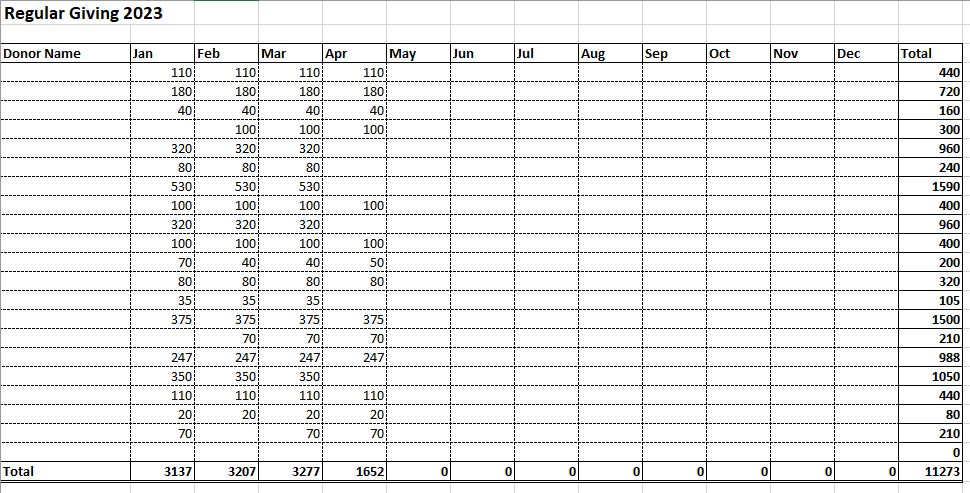 Regular Giving 2023
Donor Name Jan Feb Mar Apr May Jun Jul Aug Sep Oct Nov Dec Total
110 110 110 110 440
180 180 180 180 720
40 40 40 40 160
100 100 100 300
320 320 320 960
80 80 80 240
530 530 530 1590
100 100 100 100 400
320 320 320 960
100 100 100 100 400
70 40 40 50 200
80 80 80 80 320
35 35 35 105
375 375 375 375 1500
70 70 70 210
247 247 247 247 988
350 350 350 1050
110 110 110 110 440
20 20 20 20 80
70 70 70 210
0
Total 3137 3207 3277 1652 0 0 0 0 0 0 0 0 11273